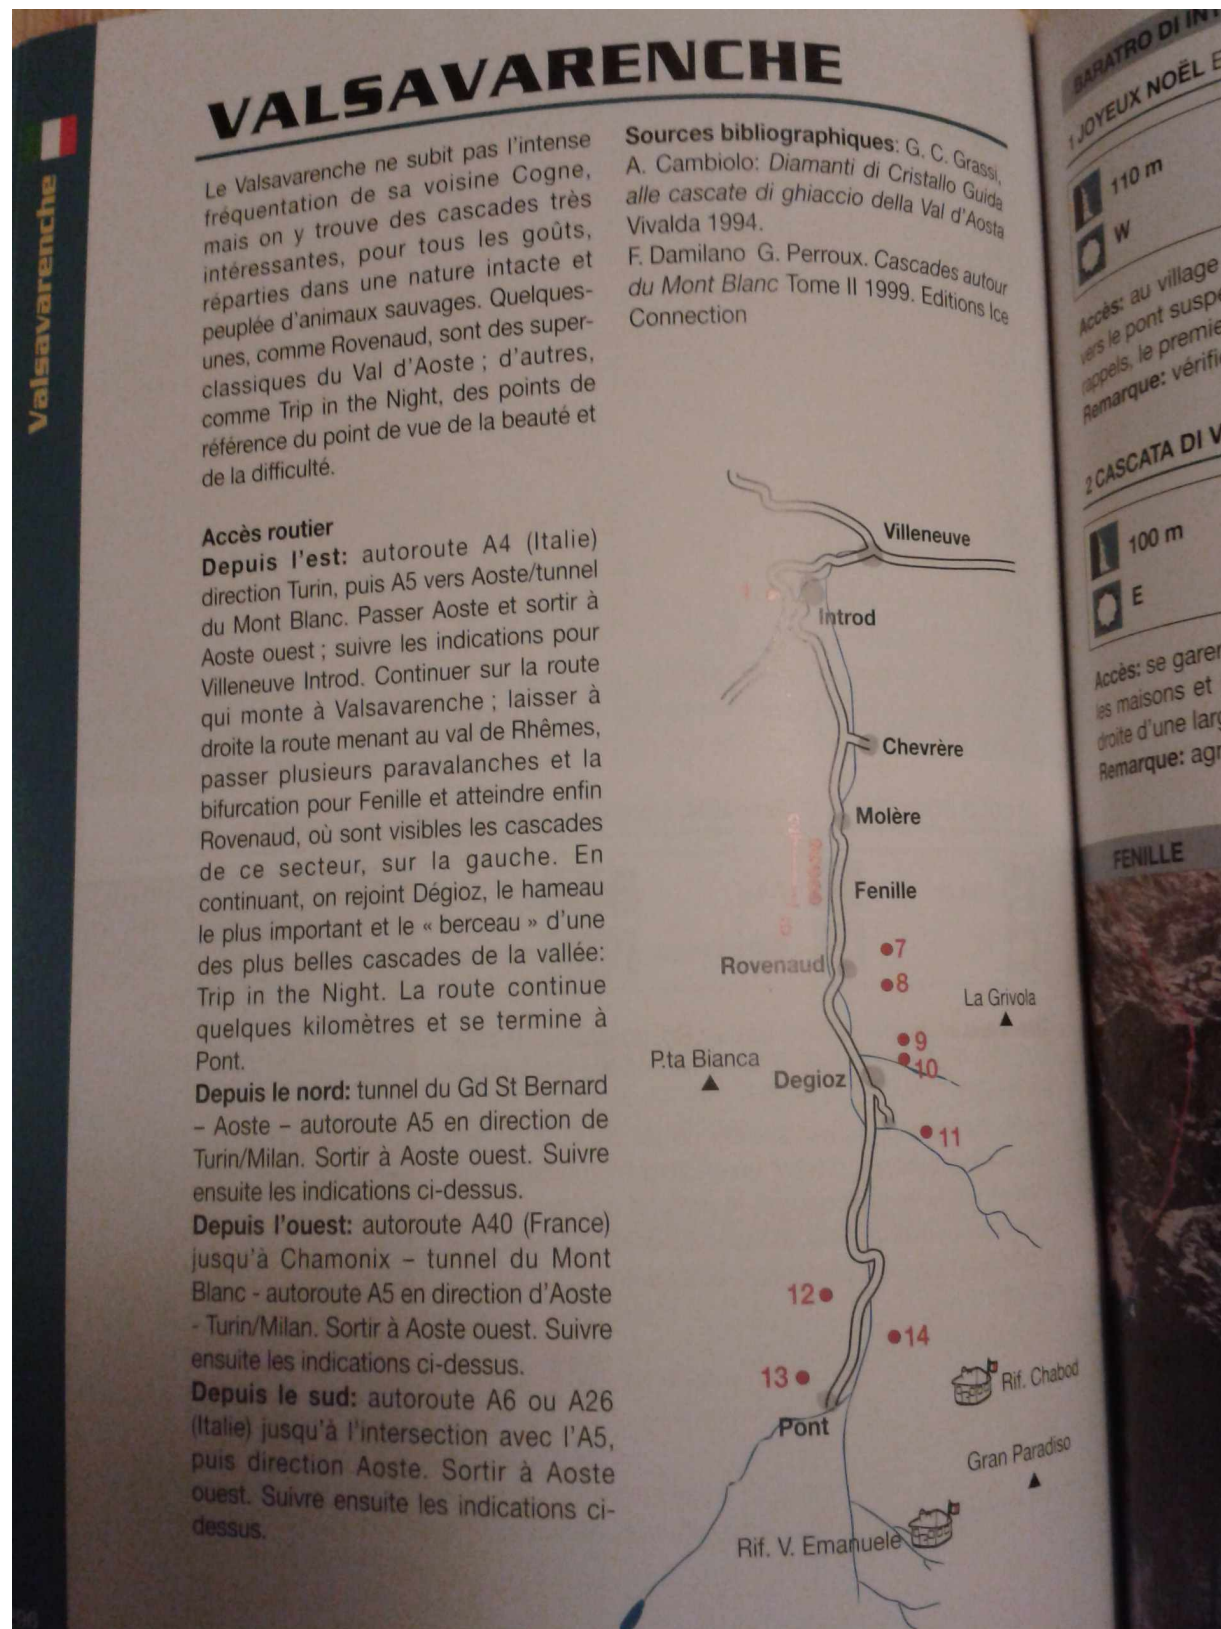 VALSAVARENCHE
Valsavarenche
Le Valsavarenche ne subit pas l'intense
fréquentation de sa voisine Cogne,
mais on y trouve des cascades très
intéressantes, pour tous les goûts,
réparties dans une nature intacte et
peuplée d'animaux sauvages. Quelques-
unes, comme Rovenaud, sont des super-
classiques du Val d'Aoste ; d'autres,
comme Trip in the Night, des points de
référence du point de vue de la beauté et
de la difficulté.
Accès routier
Depuis l'est: autoroute A4 (Italie)
direction Turin, puis A5 vers Aoste/tunnel
du Mont Blanc. Passer Aoste et sortir à
Aoste ouest ; suivre les indications pour
Villeneuve Introd. Continuer sur la route
qui monte à Valsavarenche ; laisser à
droite la route menant au val de Rhêmes,
passer plusieurs paravalanches et la
bifurcation pour Fenille et atteindre enfin
Rovenaud, où sont visibles les cascades
de ce secteur, sur la gauche. En
continuant, on rejoint Dégioz, le hameau
le plus important et le « berceau » d'une
des plus belles cascades de la vallée:
Trip in the Night. La route continue
quelques kilomètres et se termine à
Pont.
Depuis le nord: tunnel du Gd St Bernard
– Aoste – autoroute A5 en direction de
Turin/Milan. Sortir à Aoste ouest. Suivre
ensuite les indications ci-dessus.
Depuis l'ouest: autoroute A40 (France)
jusqu'à Chamonix – tunnel du Mont
Blanc - autoroute A5 en direction d'Aoste
- Turin/Milan. Sortir à Aoste ouest. Suivre
ensuite les indications ci-dessus.
Depuis le sud: autoroute A6 ou A26
(Italie) jusqu'à l'intersection avec l'A5,
puis direction Aoste. Sortir à Aoste
ouest. Suivre ensuite les indications ci-
dessus.
Sources bibliographiques: G. C. Grassi,
A. Cambiolo: Diamanti di Cristallo Guida
alle cascate di ghiaccio della Val d'Aosta
Vivalda 1994.
F. Damilano G. Perroux. Cascades autour
du Mont Blanc Tome II 1999. Editions Ice
Connection
Villeneuve
Introd
Chevrère
Molère
Fenille
7
Rovenaud
8
La Grivola
9
10
P.ta Bianca
Degioz
11
12
14
13
Rif. Chabod
Pont
Gran Paradiso
Rif. V. Emanuele
BARATRO DI
1 JOYEUX NOËL
110 m
W
Accès: au village
vers le pont
rappels, le
Remarque:
2 CASCATA DI
100 m
E
Accès: se
les maisons et
droite d'une
Remarque:
FENILLE